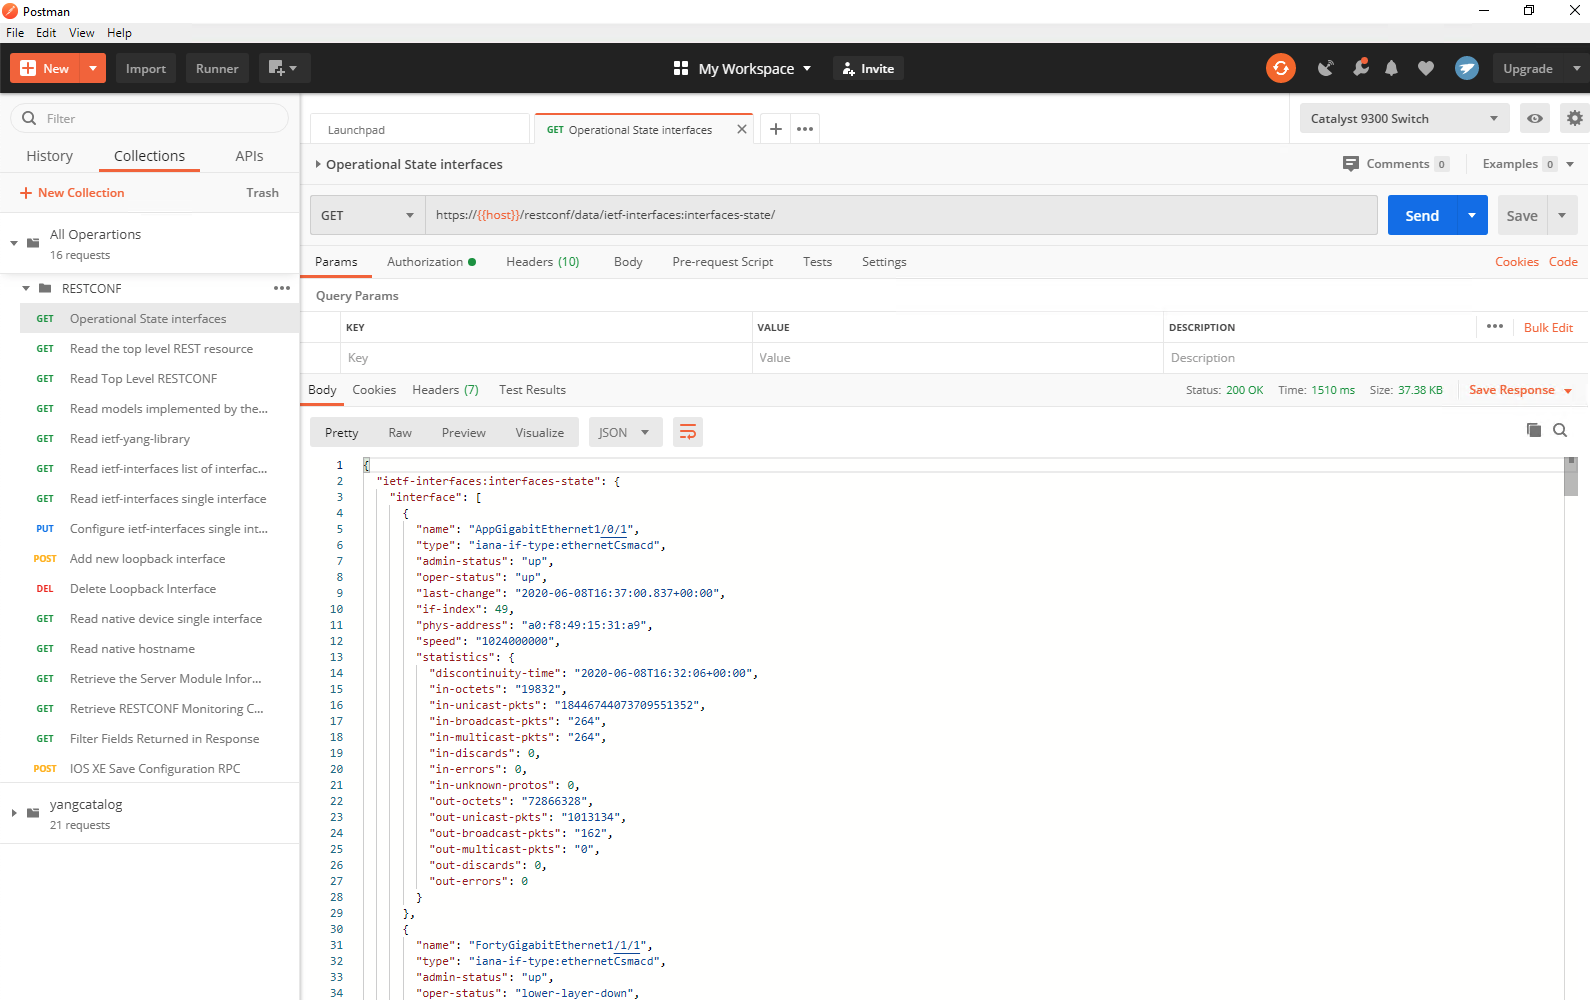 Postman
File Edit View Help
New Import Runner My Workspace Invite Upgrade
Filter
History Collections APIs
New Collection Trash
All Operartions
16 requests
RESTCONF
GET Operational State interfaces
GET Read the top level REST resource
GET Read Top Level RESTCONF
GET Read models implemented by the...
GET Read ietf-yang-library
GET Read ietf-interfaces list of interfac...
GET Read ietf-interfaces single interface
PUT Configure ietf-interfaces single int...
POST Add new loopback interface
DEL Delete Loopback Interface
GET Read native device single interface
GET Read native hostname
GET Retrieve the Server Module Infor...
GET Retrieve RESTCONF Monitoring C...
GET Filter Fields Returned in Response
POST IOS XE Save Configuration RPC
yangcatalog
21 requests
Launchpad GET Operational State interfaces Catalyst 9300 Switch
Operational State interfaces Comments 0 Examples 0
GET https://{{host}}/restconf/data/ietf-interfaces:interfaces-state/ Send Save
Params Authorization Headers (10) Body Pre-request Script Tests Settings Cookies Code
Query Params
KEY VALUE DESCRIPTION Bulk Edit
Key Value Description
Body Cookies Headers (7) Test Results Status: 200 OK Time: 1510 ms Size: 37.38 KB Save Response
Pretty Raw Preview Visualize JSON
1 {
2 "ietf-interfaces:interfaces-state": {
3 "interface": [
4 {
5 "name": "AppGigabitEthernet1/0/1",
6 "type": "iana-if-type:ethernetCsmacd",
7 "admin-status": "up",
8 "oper-status": "up",
9 "last-change": "2020-06-08T16:37:00.837+00:00",
10 "if-index": 49,
11 "phys-address": "a0:f8:49:15:31:a9",
12 "speed": "1024000000",
13 "statistics": {
14 "discontinuity-time": "2020-06-08T16:32:06+00:00",
15 "in-octets": "19832",
16 "in-unicast-pkts": "18446744073709551352",
17 "in-broadcast-pkts": "264",
18 "in-multicast-pkts": "264",
19 "in-discards": 0,
20 "in-errors": 0,
21 "in-unknown-protos": 0,
22 "out-octets": "72866328",
23 "out-unicast-pkts": "1013134",
24 "out-broadcast-pkts": "162",
25 "out-multicast-pkts": "0",
26 "out-discards": 0,
27 "out-errors": 0
28 }
29 },
30 {
31 "name": "FortyGigabitEthernet1/1/1",
32 "type": "iana-if-type:ethernetCsmacd",
33 "admin-status": "up",
34 "oper-status": "lower-layer-down",